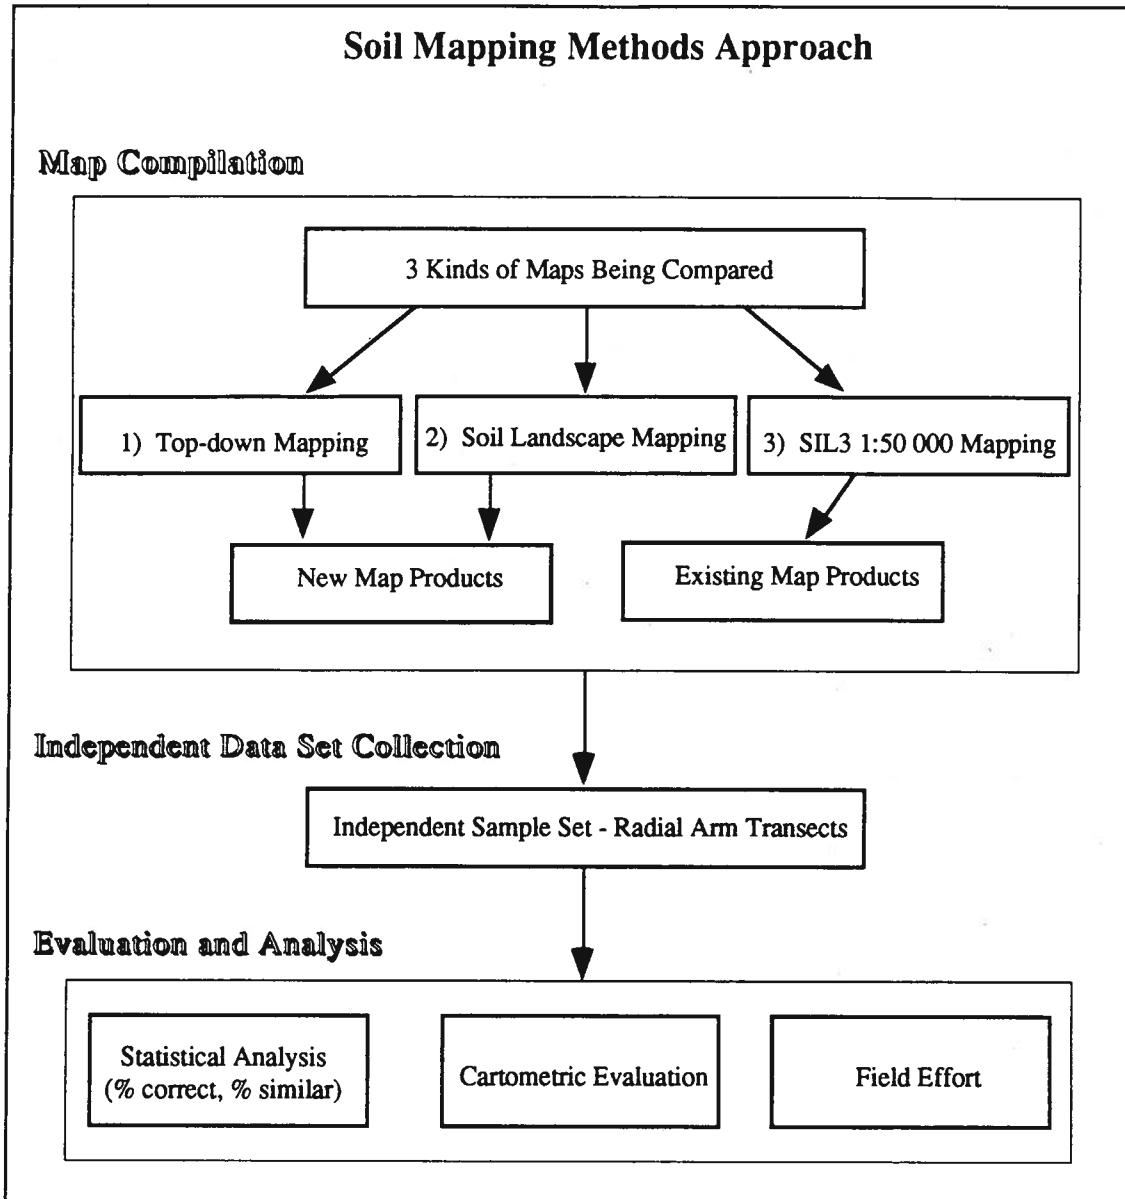 Soil Mapping Methods Approach
Map Compilation
3 Kinds of Maps Being Compared
1) Top-down Mapping
2) Soil Landscape Mapping
3) SIL3 1:50 000 Mapping
New Map Products
Existing Map Products
Independent Data Set Collection
Independent Sample Set - Radial Arm Transects
Evaluation and Analysis
Statistical Analysis
(% correct, % similar)
Cartometric Evaluation
Field Effort